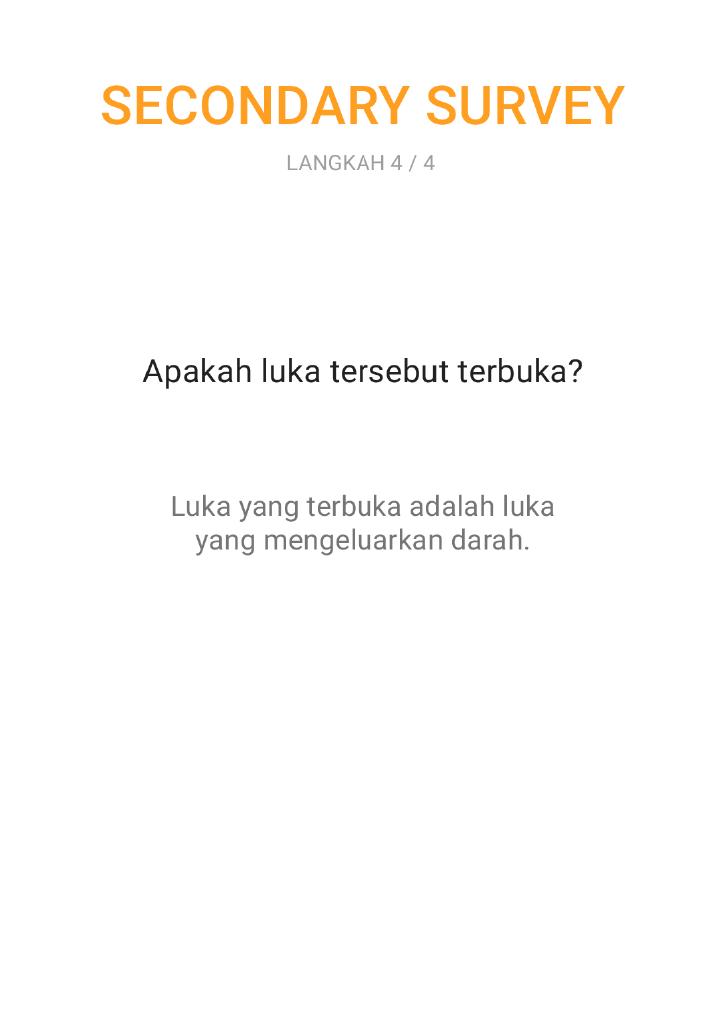 SECONDARY SURVEY
LANGKAH 4 / 4
Apakah luka tersebut terbuka?
Luka yang terbuka adalah luka
yang mengeluarkan darah.